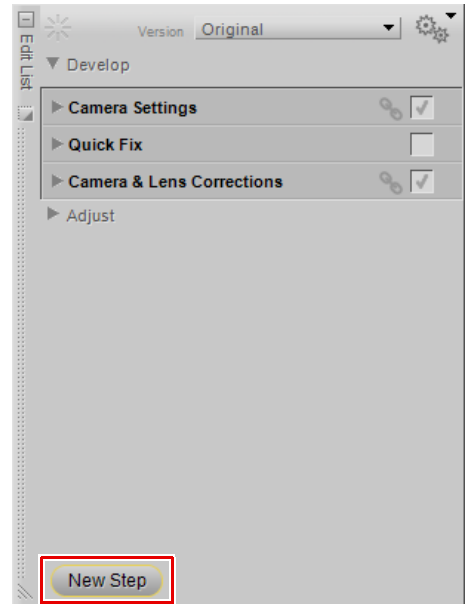 Edit List
Version Original
Develop
Camera Settings
Quick Fix
Camera & Lens Corrections
Adjust
New Step